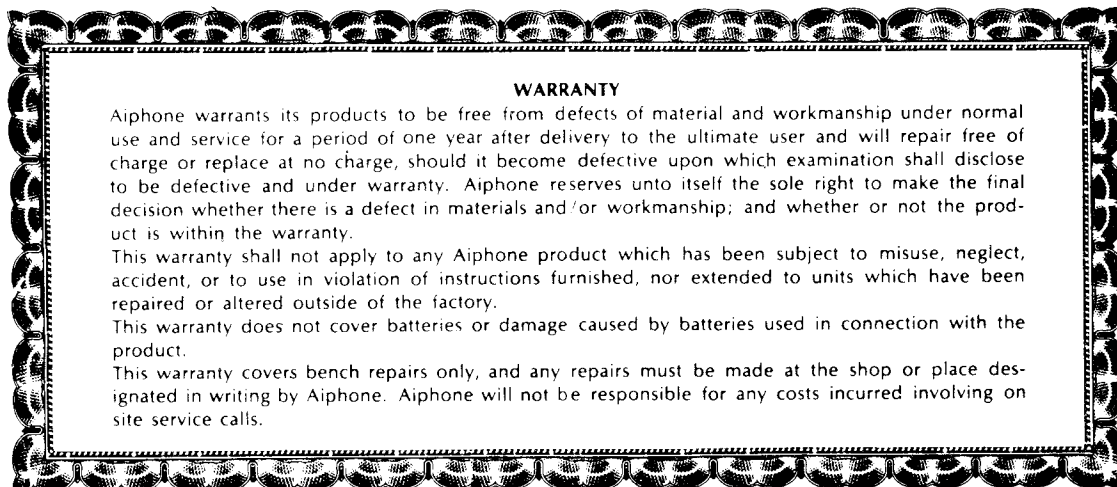 WARRANTY
Aiphone warrants its products to be free from defects of material and workmanship under normal
use and service for a period of one year after delivery to the ultimate user and will repair free of
charge or replace at no charge, should it become defective upon which examination shall disclose
to be defective and under warranty. Aiphone reserves unto itself the sole right to make the final
decision whether there is a defect in materials and/or workmanship; and whether or not the prod-
uct is within the warranty.
This warranty shall not apply to any Aiphone product which has been subject to misuse, neglect,
accident, or to use in violation of instructions furnished, nor extended to units which have been
repaired or altered outside of the factory.
This warranty does not cover batteries or damage caused by batteries used in connection with the
product.
This warranty covers bench repairs only, and any repairs must be made at the shop or place des-
ignated in writing by Aiphone. Aiphone will not be responsible for any costs incurred involving on
site service calls.